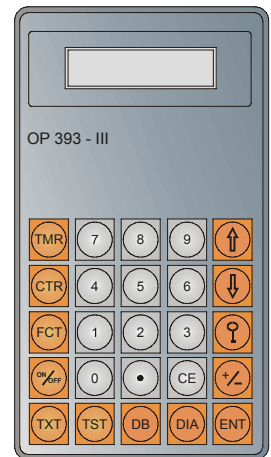 OP 393 - III
TMR 7 8 9
CTR 4 5 6
FCT 1 2 3
ON/OFF 0 • CE +/−
TXT TST DB DIA ENT